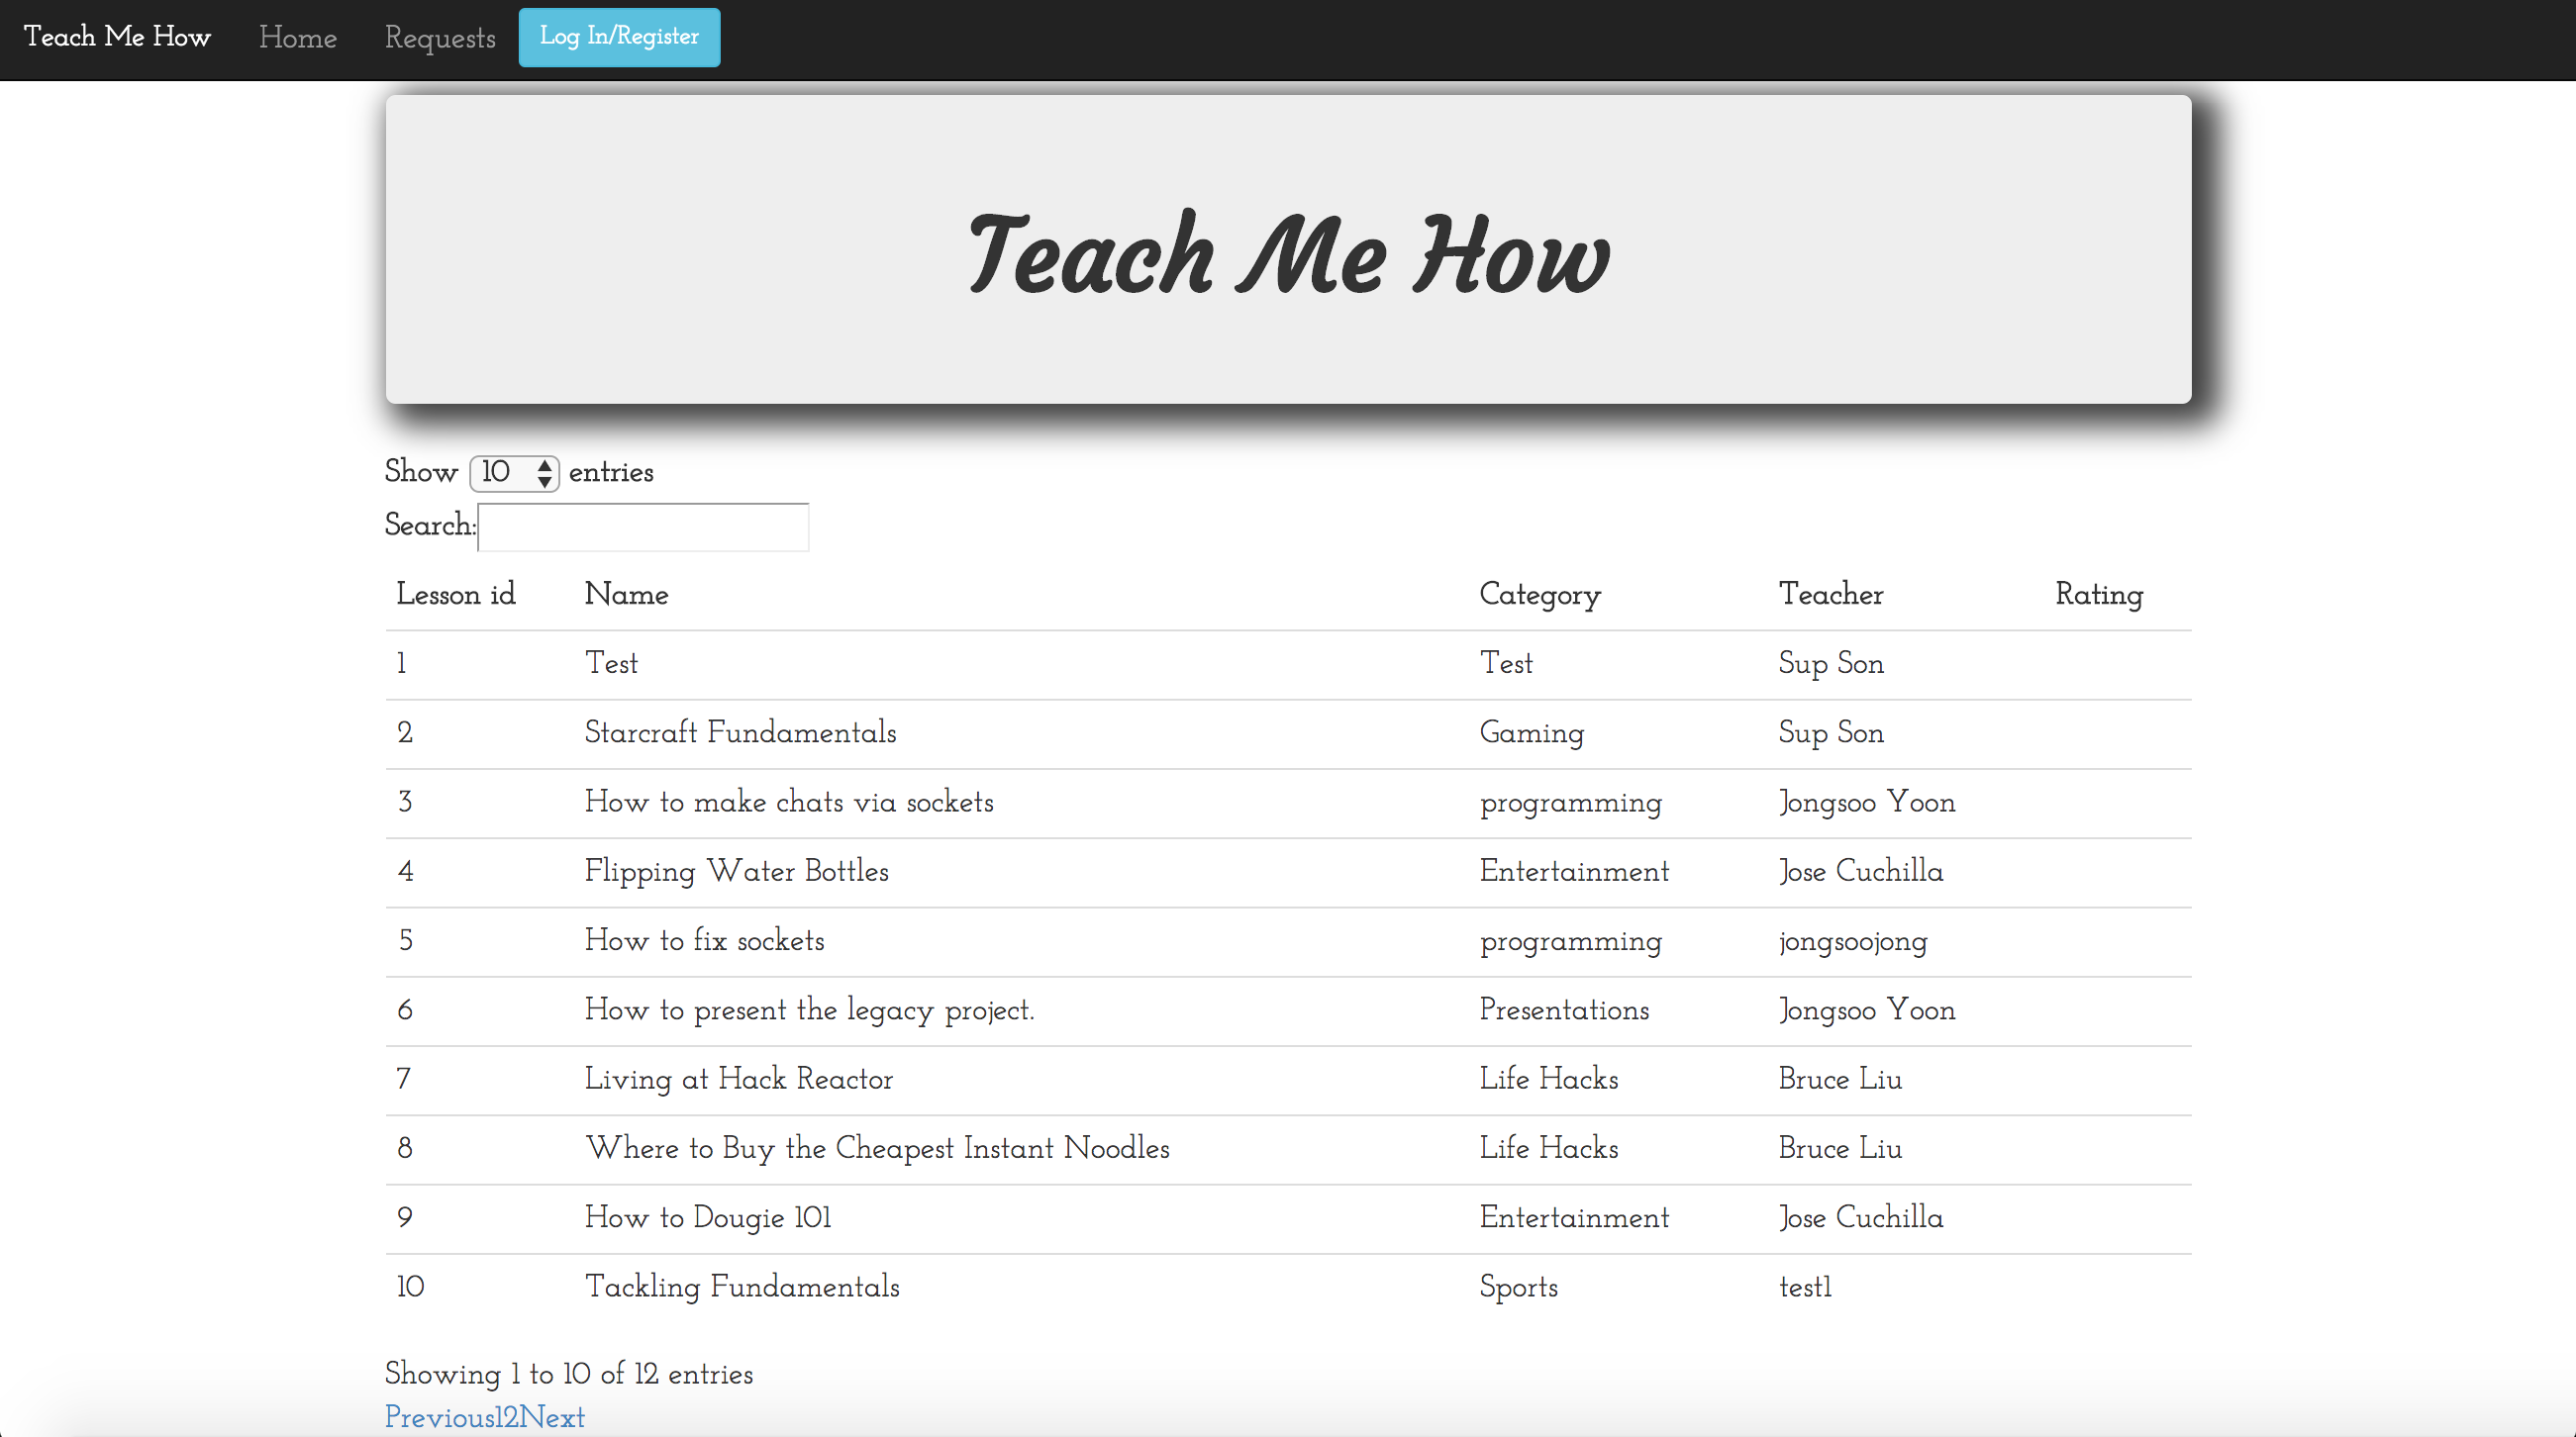 Teach Me How Home Requests Log In/Register
Teach Me How
Show 10 entries
Search:
Lesson id Name Category Teacher Rating
1 Test Test Sup Son
2 Starcraft Fundamentals Gaming Sup Son
3 How to make chats via sockets programming Jongsoo Yoon
4 Flipping Water Bottles Entertainment Jose Cuchilla
5 How to fix sockets programming jongsoojong
6 How to present the legacy project. Presentations Jongsoo Yoon
7 Living at Hack Reactor Life Hacks Bruce Liu
8 Where to Buy the Cheapest Instant Noodles Life Hacks Bruce Liu
9 How to Dougie 101 Entertainment Jose Cuchilla
10 Tackling Fundamentals Sports test1
Showing 1 to 10 of 12 entries
Previous12Next